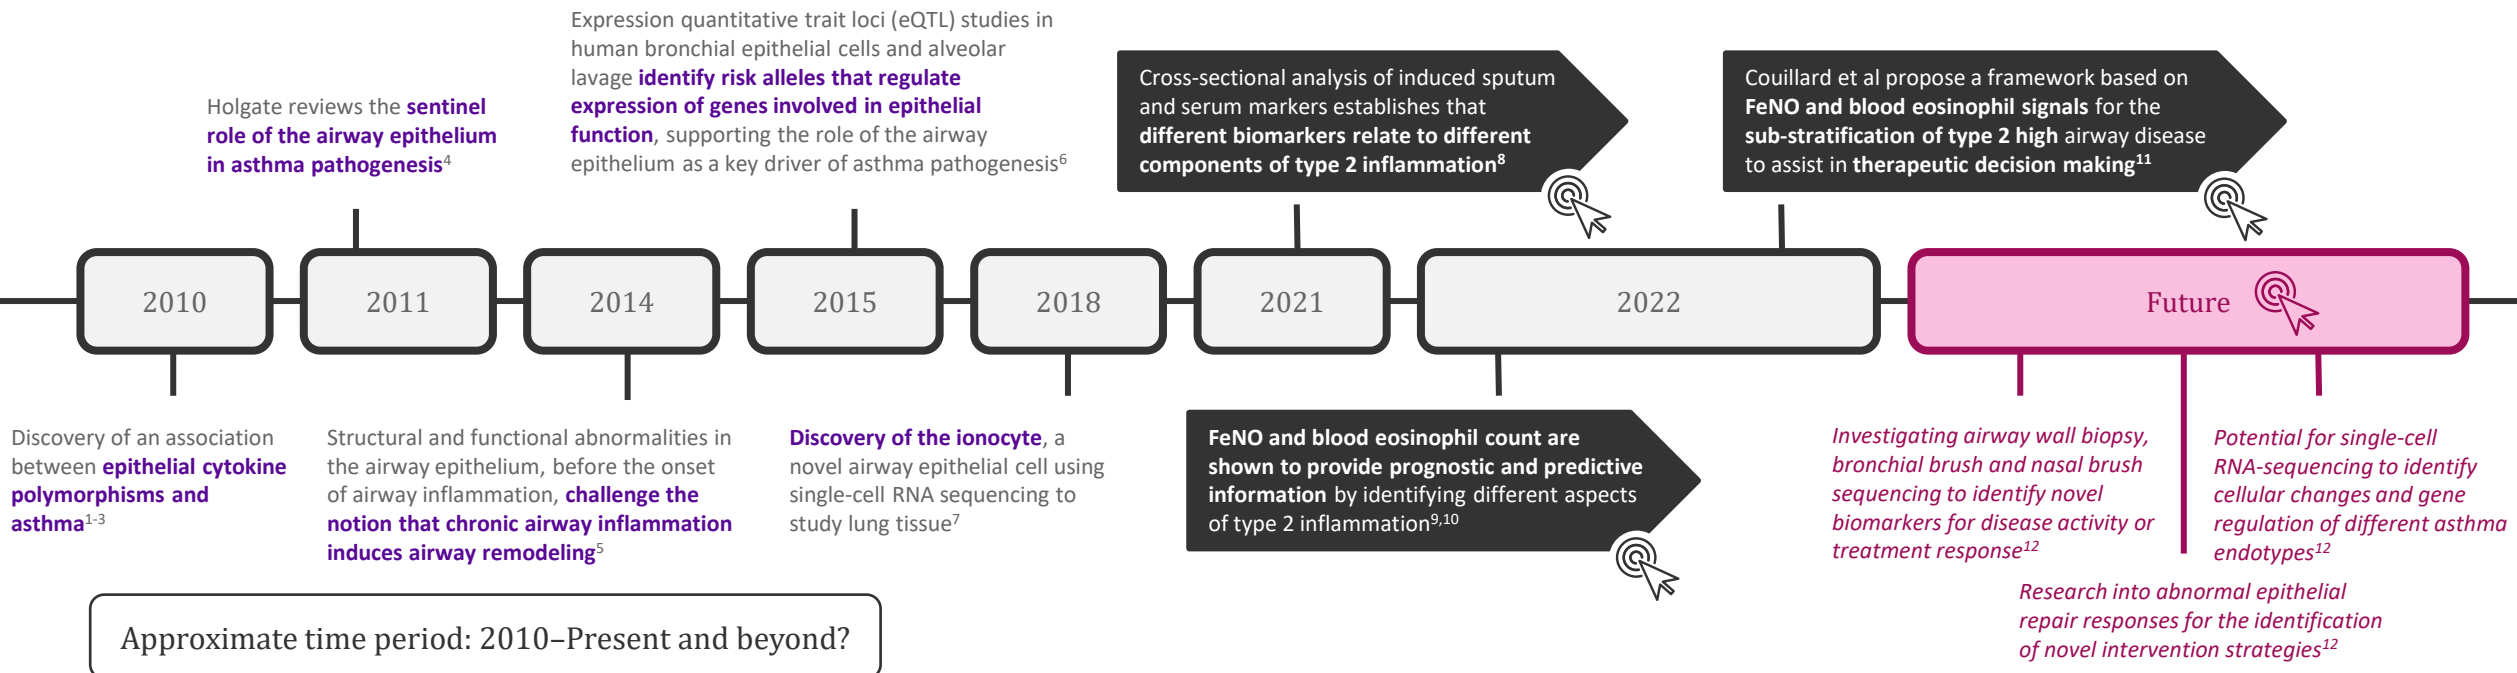 Expression quantitative trait loci (eQTL) studies in
human bronchial epithelial cells and alveolar
lavage identify risk alleles that regulate
expression of genes involved in epithelial
function, supporting the role of the airway
epithelium as a key driver of asthma pathogenesis6
Holgate reviews the sentinel
role of the airway epithelium
in asthma pathogenesis4
Cross-sectional analysis of induced sputum
and serum markers establishes that
different biomarkers relate to different
components of type 2 inflammation8
Couillard et al propose a framework based on
FeNO and blood eosinophil signals for the
sub-stratification of type 2 high airway disease
to assist in therapeutic decision making11
2010
2011
2014
2015
2018
2021
2022
Future
Discovery of an association
between epithelial cytokine
polymorphisms and
asthma1-3
Structural and functional abnormalities in
the airway epithelium, before the onset
of airway inflammation, challenge the
notion that chronic airway inflammation
induces airway remodeling5
Discovery of the ionocyte, a
novel airway epithelial cell using
single-cell RNA sequencing to
study lung tissue7
FeNO and blood eosinophil count are
shown to provide prognostic and predictive
information by identifying different aspects
of type 2 inflammation9,10
Investigating airway wall biopsy,
bronchial brush and nasal brush
sequencing to identify novel
biomarkers for disease activity or
treatment response12
Potential for single-cell
RNA-sequencing to identify
cellular changes and gene
regulation of different asthma
endotypes12
Research into abnormal epithelial
repair responses for the identification
of novel intervention strategies12
Approximate time period: 2010–Present and beyond?